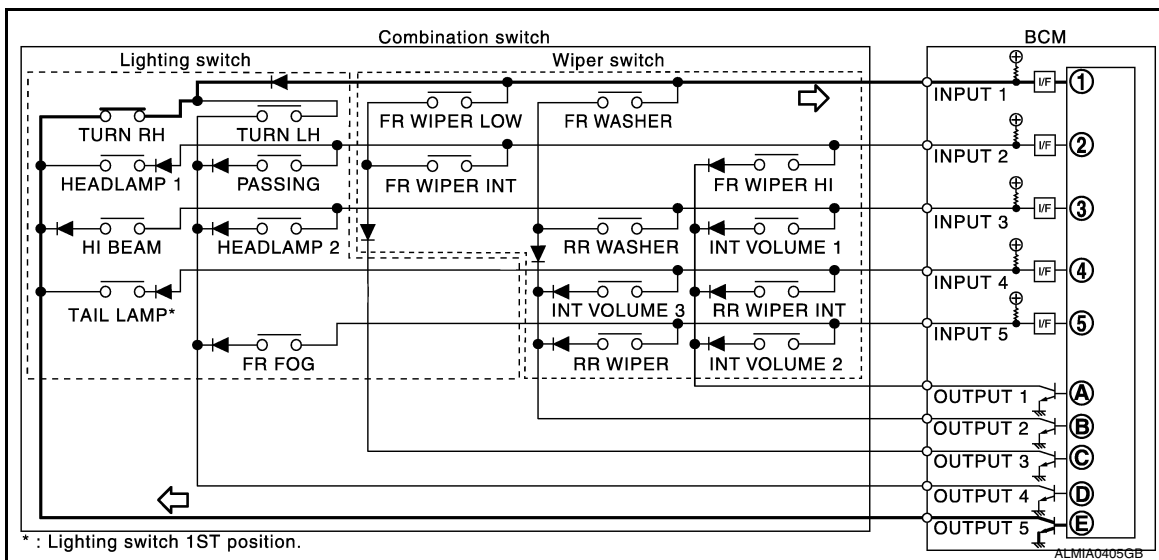 Combination switch
BCM
Lighting switch
Wiper switch
INPUT 1
I/F
1
TURN RH
TURN LH
FR WIPER LOW
FR WASHER
INPUT 2
I/F
2
HEADLAMP 1
PASSING
FR WIPER INT
FR WIPER HI
INPUT 3
I/F
3
HI BEAM
HEADLAMP 2
RR WASHER
INT VOLUME 1
INPUT 4
I/F
4
TAIL LAMP*
INT VOLUME 3
RR WIPER INT
INPUT 5
I/F
5
FR FOG
RR WIPER
INT VOLUME 2
OUTPUT 1
A
OUTPUT 2
B
OUTPUT 3
C
OUTPUT 4
D
OUTPUT 5
E
* : Lighting switch 1ST position.
ALMIA0405GB